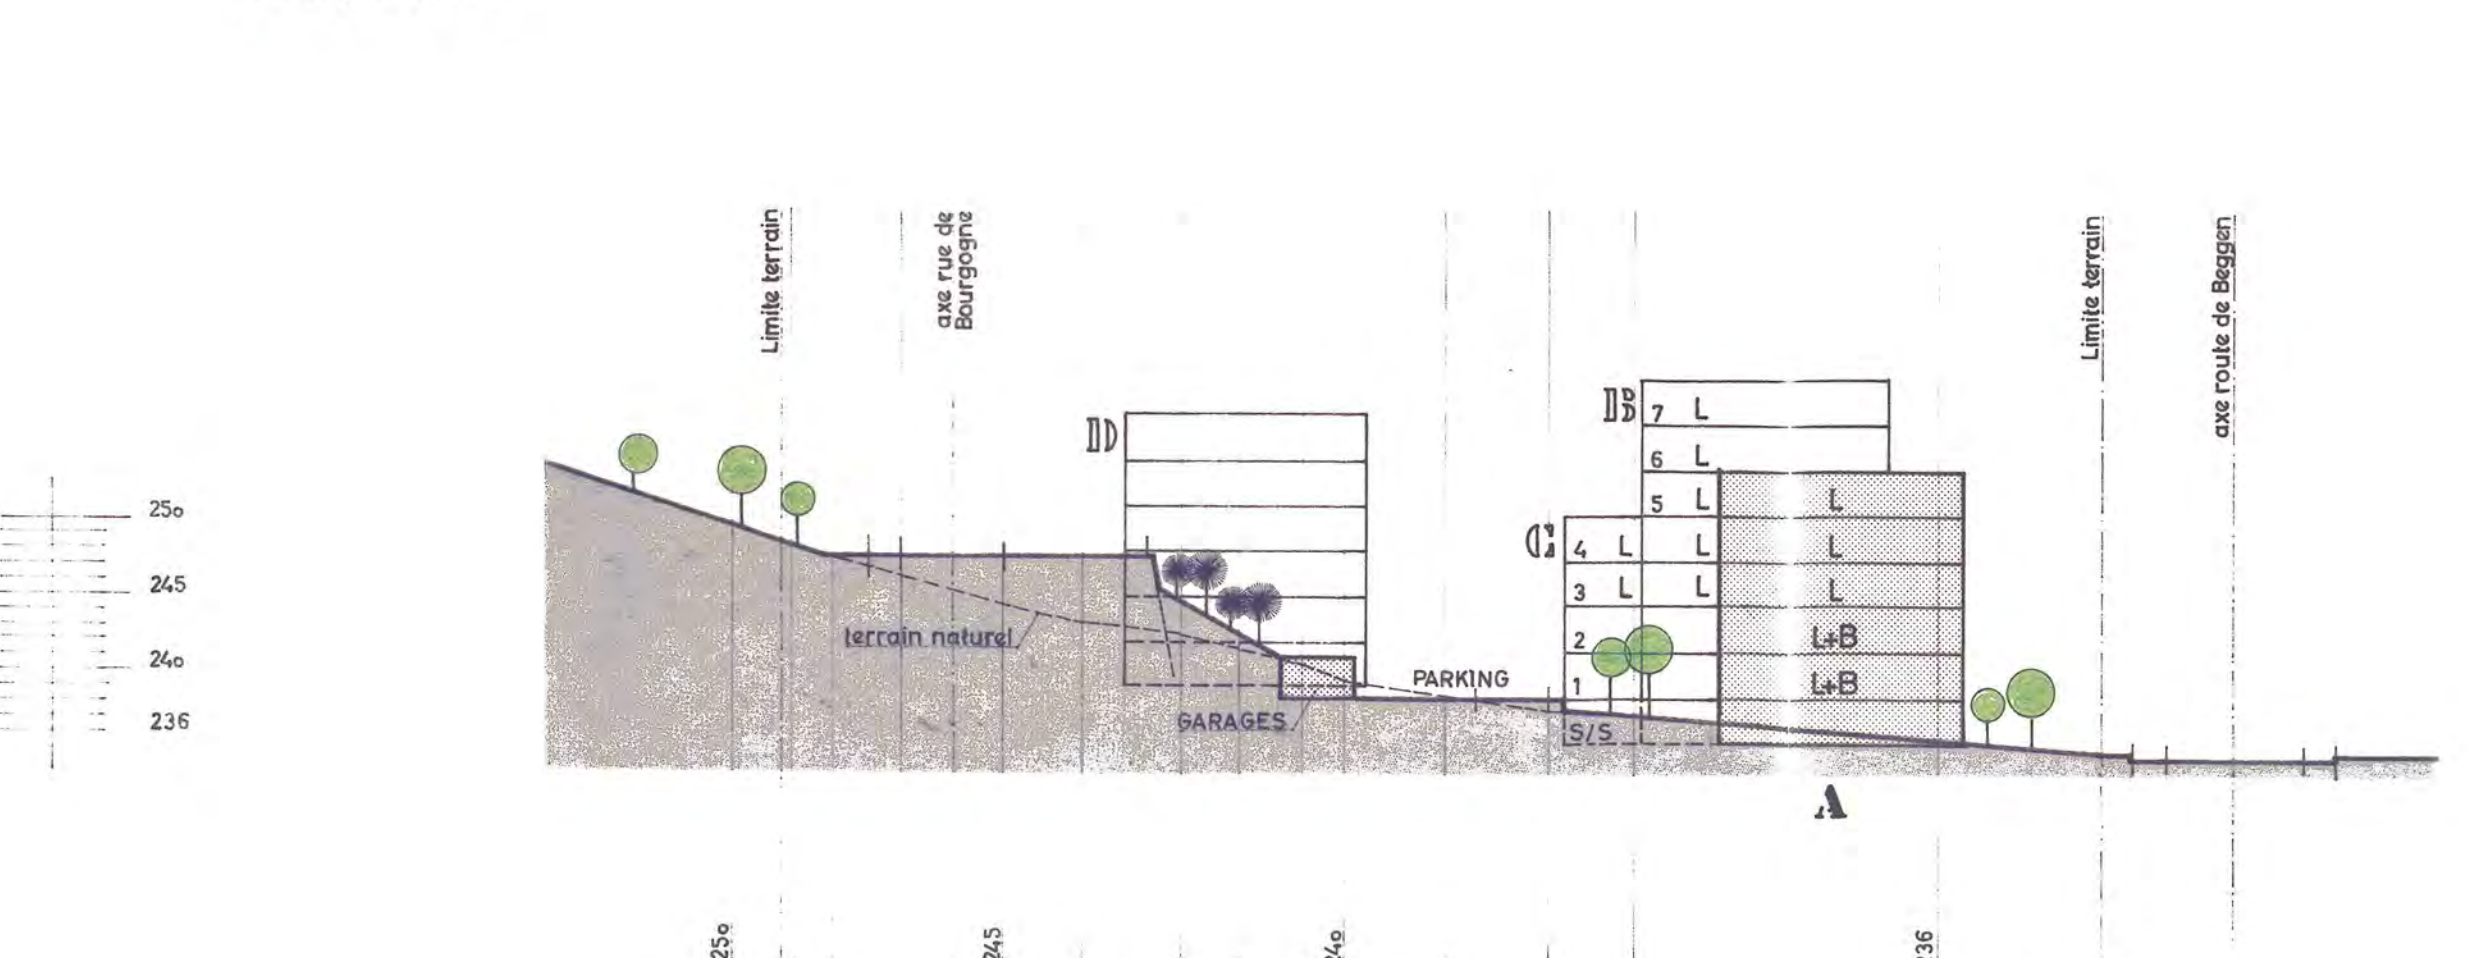 Limite terrain
axe rue de
Bourgogne
Limite terrain
axe route de Beggen
D
B
7 L
6 L
5 L L
C
4 L L L
3 L L L
2 L+B
1 L+B
S/S
25o
245
24o
236
terrain naturel
PARKING
GARAGES
A
25o
245
24o
236